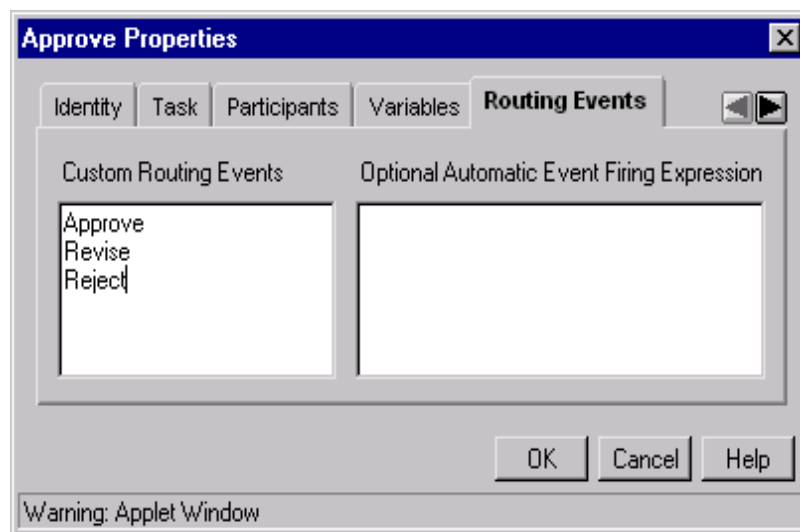 Approve Properties
Identity Task Participants Variables Routing Events
Custom Routing Events Optional Automatic Event Firing Expression
Approve
Revise
Reject
OK Cancel Help
Warning: Applet Window